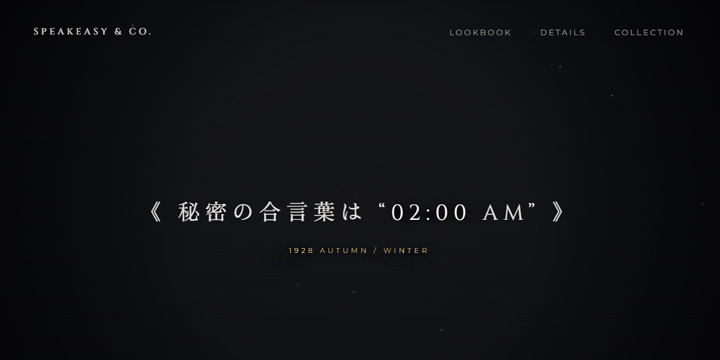 SPEAKEASY & CO.
LOOKBOOK DETAILS COLLECTION
《 秘密の合言葉は “02:00 AM” 》
1928 AUTUMN / WINTER